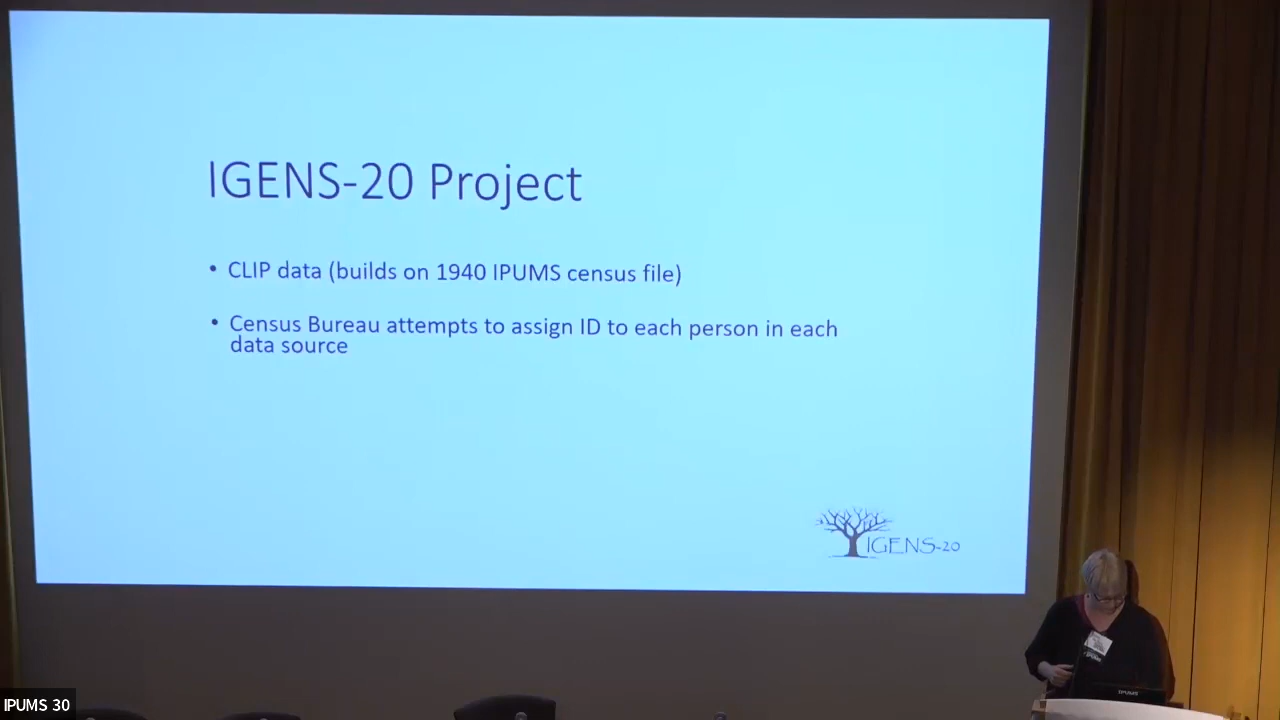 IGENS-20 Project
• CLIP data (builds on 1940 IPUMS census file)
• Census Bureau attempts to assign ID to each person in each
data source
IGENS-20
IPUMS
IPUMS 30